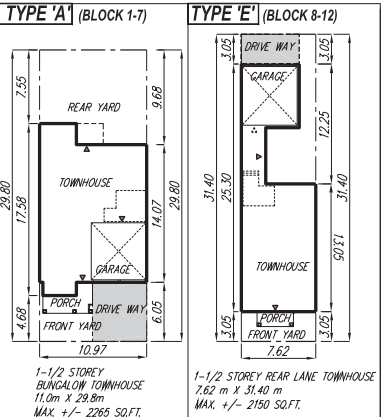 TYPE 'A' (BLOCK 1-7)
7.55
9.68
REAR YARD
29.80
17.58
TOWNHOUSE
14.07
29.80
GARAGE
4.68
PORCH
DRIVE WAY
6.05
FRONT YARD
10.97
1-1/2 STOREY
BUNGALOW TOWNHOUSE
11.0m X 29.8m
MAX. +/- 2265 SQ.FT.
TYPE 'E' (BLOCK 8-12)
3.05
DRIVE WAY
3.05
GARAGE
12.25
31.40
25.30
31.40
13.05
TOWNHOUSE
3.05
PORCH
3.05
FRONT YARD
7.62
1-1/2 STOREY REAR LANE TOWNHOUSE
7.62 m X 31.40 m
MAX. +/- 2150 SQ.FT.